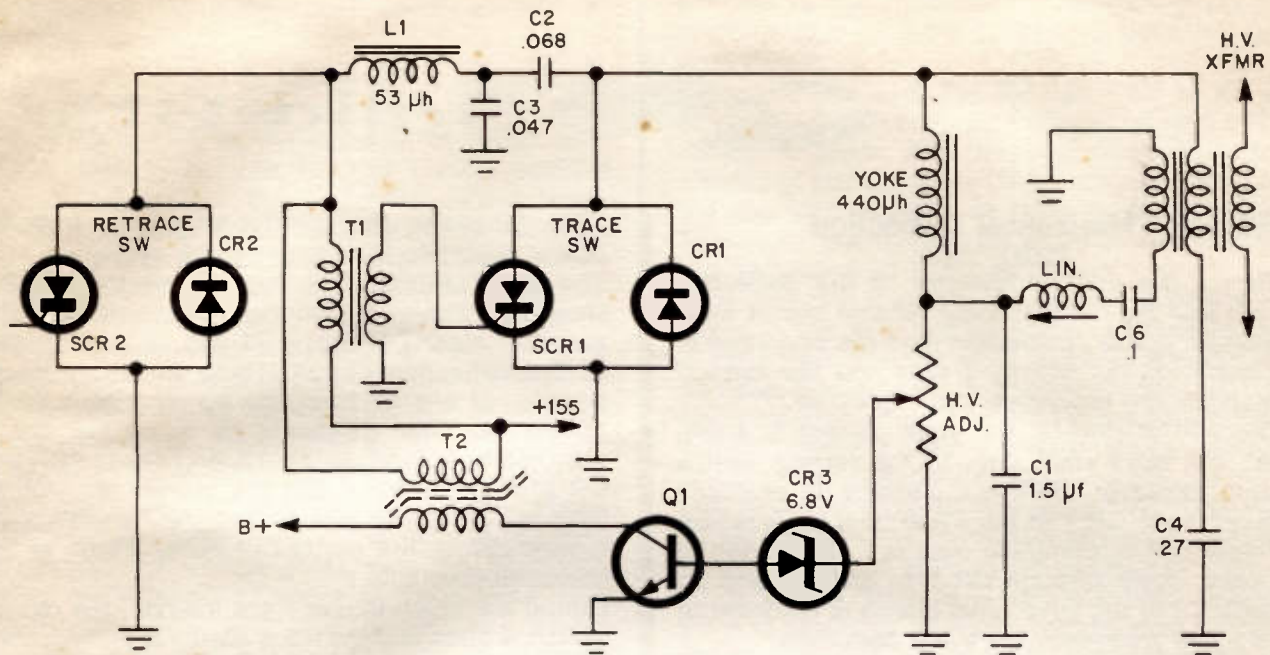 L1
53 µh
C2
.068
C3
.047
H.V.
XFMR
RETRACE
SW
CR2
SCR 2
T1
TRACE
SW
CR1
SCR 1
YOKE
440µh
LIN.
C6
.1
+155
T2
H.V.
ADJ.
B+
Q1
CR 3
6.8V
C1
1.5 µf
C4
.27